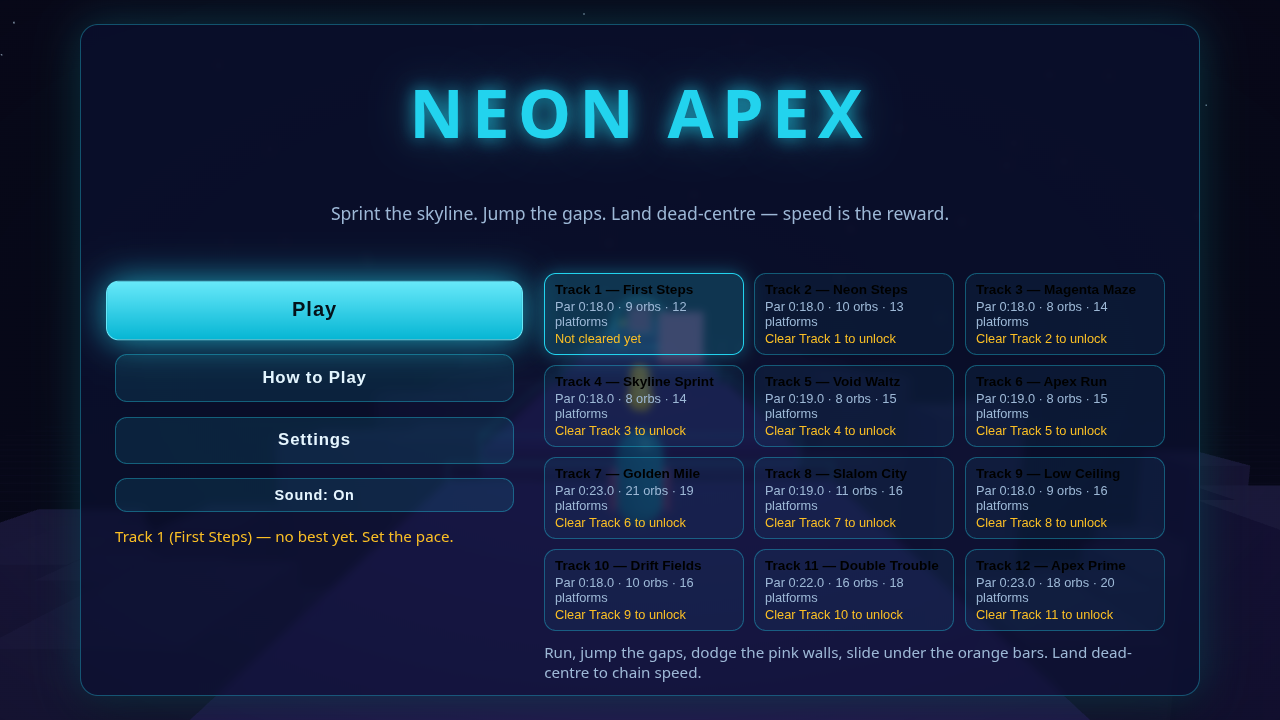 NEON APEX
Sprint the skyline. Jump the gaps. Land dead-centre — speed is the reward.
Play
How to Play
Settings
Sound: On
Track 1 (First Steps) — no best yet. Set the pace.
Track 1 — First Steps
Par 0:18.0 · 9 orbs · 12
platforms
Not cleared yet
Track 2 — Neon Steps
Par 0:18.0 · 10 orbs · 13
platforms
Clear Track 1 to unlock
Track 3 — Magenta Maze
Par 0:18.0 · 8 orbs · 14
platforms
Clear Track 2 to unlock
Track 4 — Skyline Sprint
Par 0:18.0 · 8 orbs · 14
platforms
Clear Track 3 to unlock
Track 5 — Void Waltz
Par 0:19.0 · 8 orbs · 15
platforms
Clear Track 4 to unlock
Track 6 — Apex Run
Par 0:19.0 · 8 orbs · 15
platforms
Clear Track 5 to unlock
Track 7 — Golden Mile
Par 0:23.0 · 21 orbs · 19
platforms
Clear Track 6 to unlock
Track 8 — Slalom City
Par 0:19.0 · 11 orbs · 16
platforms
Clear Track 7 to unlock
Track 9 — Low Ceiling
Par 0:18.0 · 9 orbs · 16
platforms
Clear Track 8 to unlock
Track 10 — Drift Fields
Par 0:18.0 · 10 orbs · 16
platforms
Clear Track 9 to unlock
Track 11 — Double Trouble
Par 0:22.0 · 16 orbs · 18
platforms
Clear Track 10 to unlock
Track 12 — Apex Prime
Par 0:23.0 · 18 orbs · 20
platforms
Clear Track 11 to unlock
Run, jump the gaps, dodge the pink walls, slide under the orange bars. Land dead-
centre to chain speed.